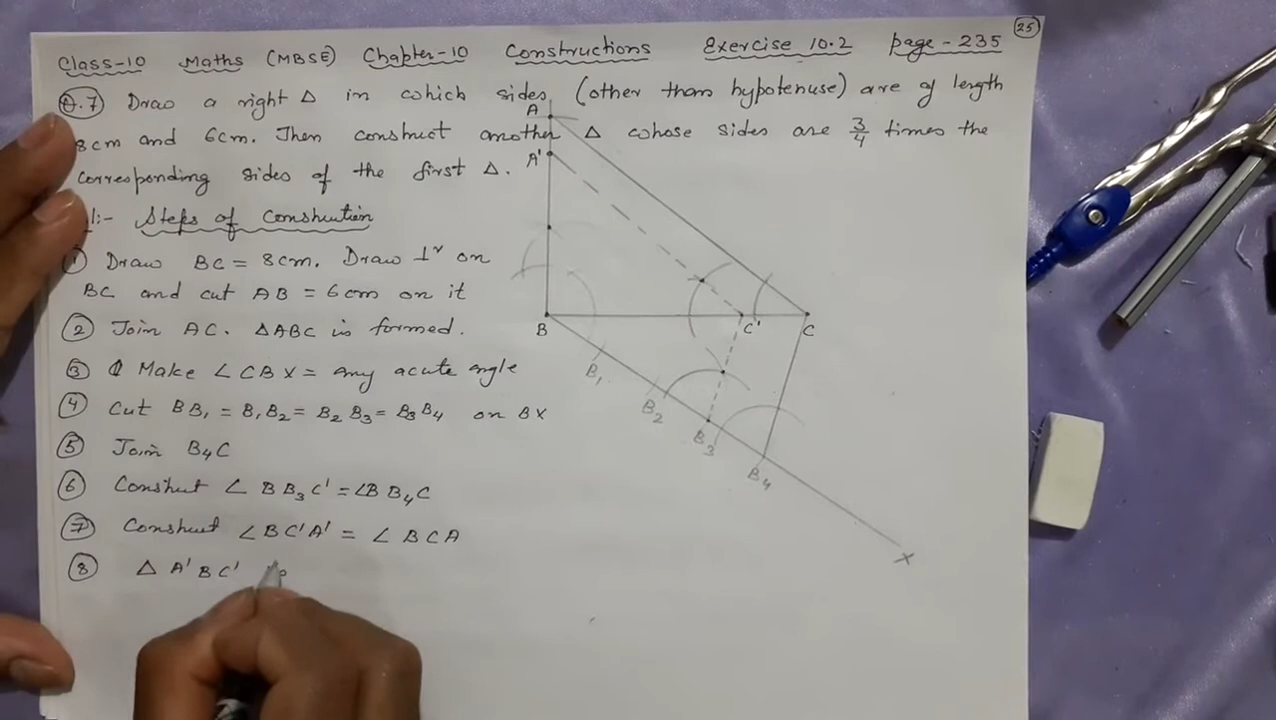 25
Class-10 Maths (MBSE) Chapter-10 Constructions Exercise 10.2 page-235
Q.7) Draw a right Δ in which sides (other than hypotenuse) are of length
8cm and 6cm. Then construct another Δ whose sides are 3/4 times the
corresponding sides of the first Δ.
:- Steps of Construction
① Draw BC = 8cm. Draw ⊥r on
BC and cut AB = 6cm on it
② Join AC. ΔABC is formed.
③ Make ∠CBX = any acute angle
④ Cut BB₁ = B₁B₂ = B₂B₃ = B₃B₄ on BX
⑤ Join B₄C
⑥ Construct ∠BB₃C' = ∠BB₄C
⑦ Construct ∠BC'A' = ∠BCA
⑧ Δ A'BC'
A
A'
B
C'
C
B₁
B₂
B₃
B₄
X